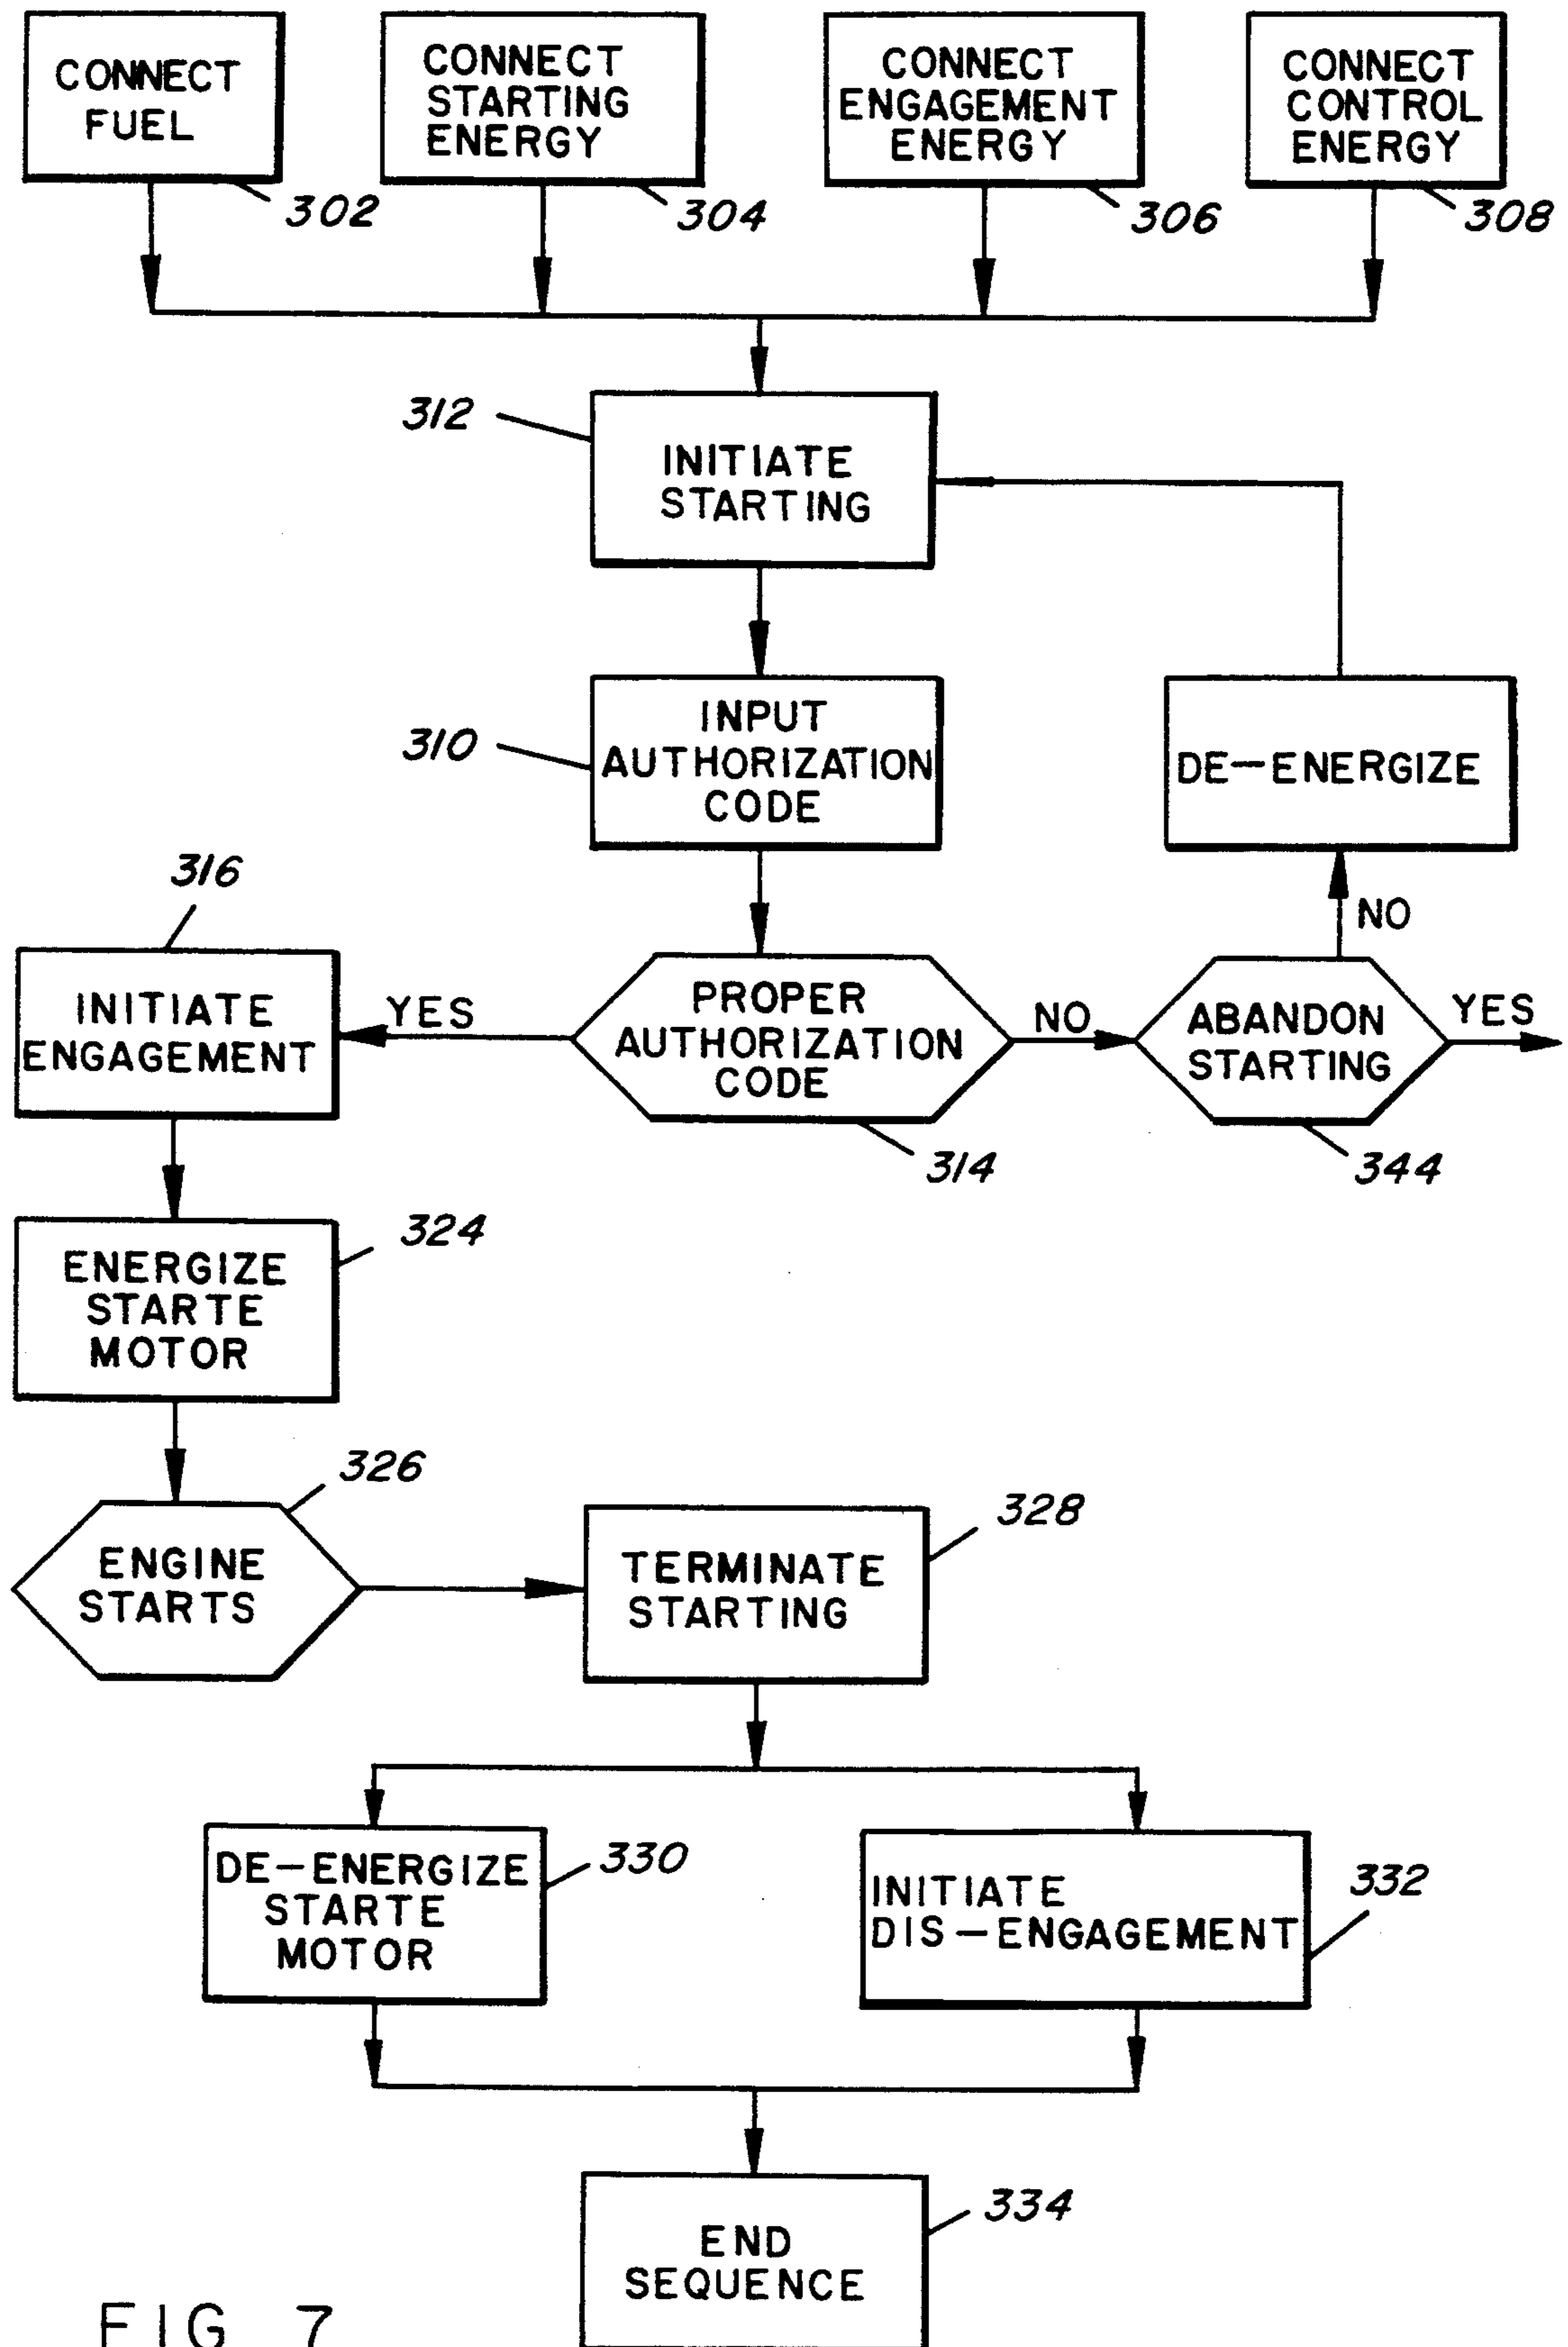 CONNECT
FUEL
302
CONNECT
STARTING
ENERGY
304
CONNECT
ENGAGEMENT
ENERGY
306
CONNECT
CONTROL
ENERGY
308
312
INITIATE
STARTING
310
INPUT
AUTHORIZATION
CODE
DE-ENERGIZE
NO
316
INITIATE
ENGAGEMENT
YES
PROPER
AUTHORIZATION
CODE
314
NO
ABANDON
STARTING
344
YES
324
ENERGIZE
STARTE
MOTOR
326
ENGINE
STARTS
328
TERMINATE
STARTING
DE-ENERGIZE
STARTE
MOTOR
330
INITIATE
DIS-ENGAGEMENT
332
334
END
SEQUENCE
FIG 7